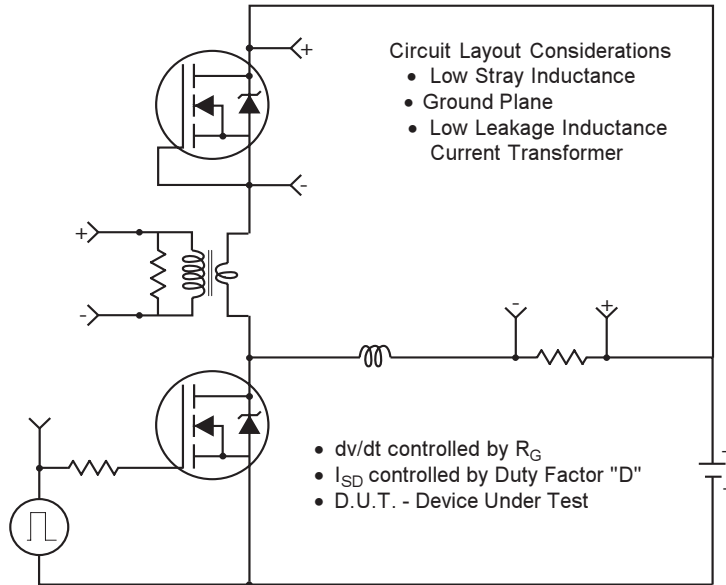 +
Circuit Layout Considerations
• Low Stray Inductance
• Ground Plane
• Low Leakage Inductance
Current Transformer
-
+
-
-
+
• dv/dt controlled by RG
• ISD controlled by Duty Factor "D"
• D.U.T. - Device Under Test